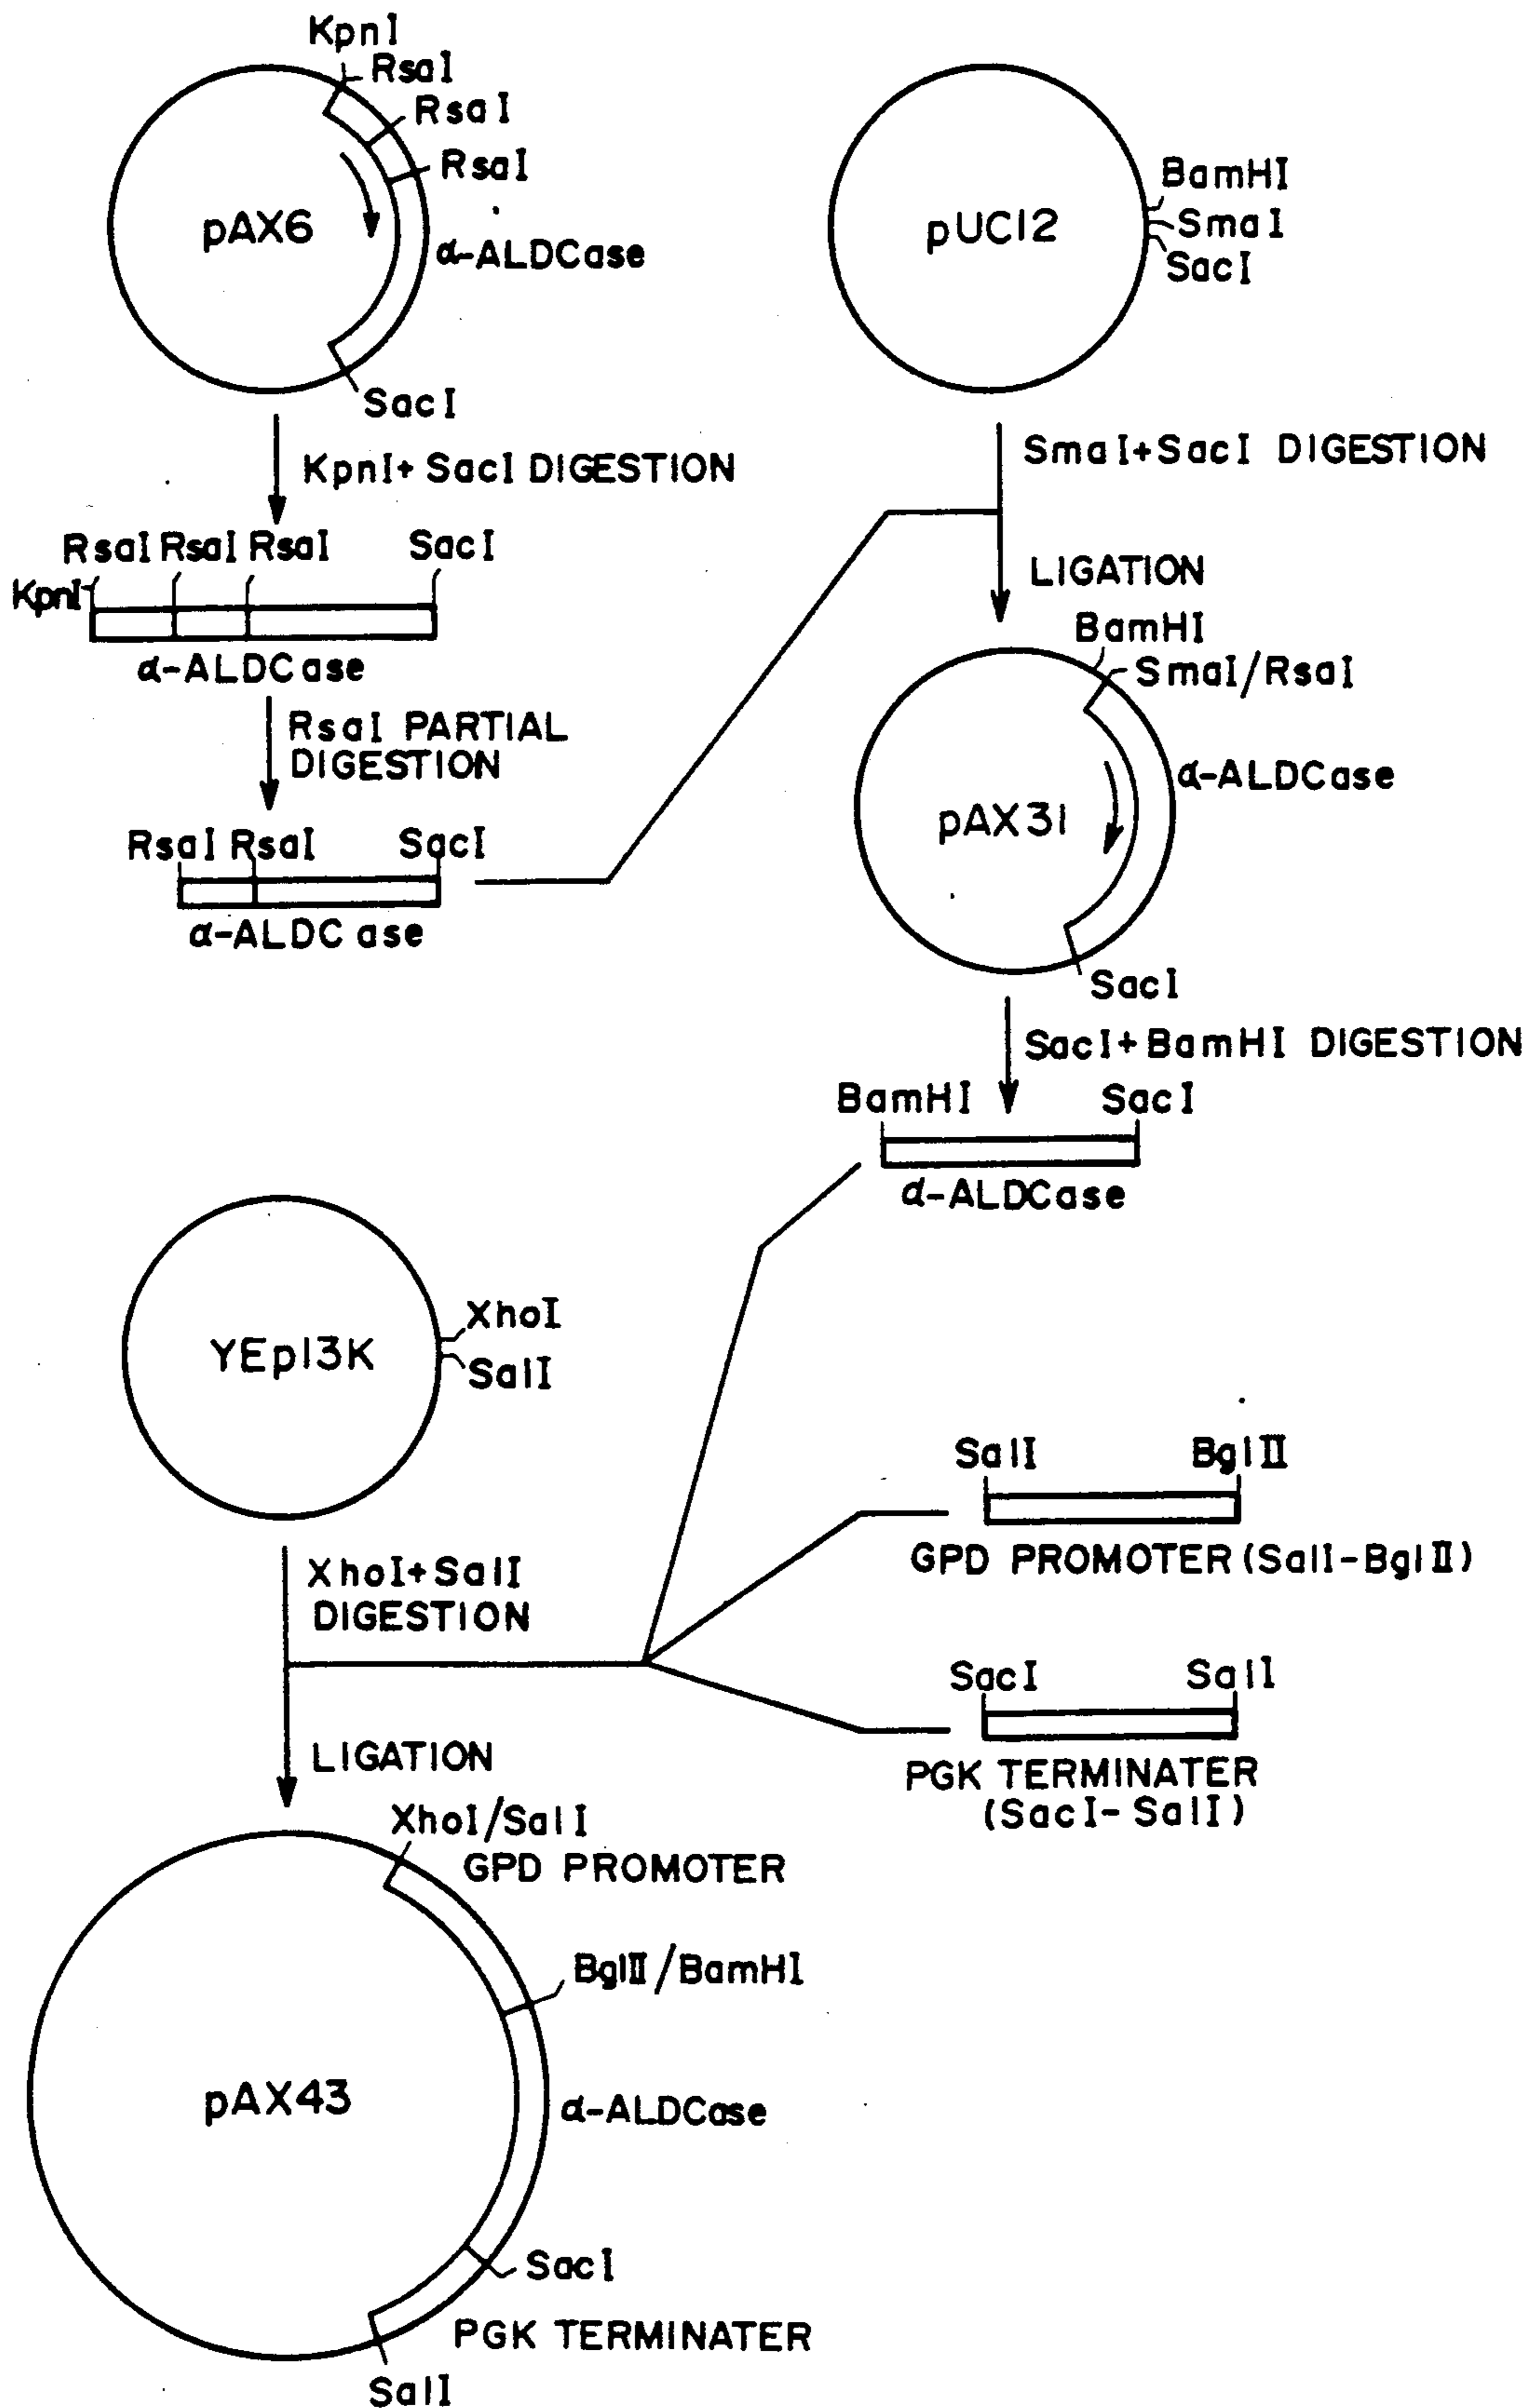 KpnI
RsaI
RsaI
RsaI
pAX6
α-ALDCase
SacI
KpnI+ SacI DIGESTION
RsaI RsaI RsaI SacI
KpnI
α-ALDCase
RsaI PARTIAL
DIGESTION
RsaI RsaI SacI
α-ALDCase
pUC12
BamHI
SmaI
SacI
SmaI+SacI DIGESTION
LIGATION
BamHI
SmaI/RsaI
α-ALDCase
pAX31
SacI
SacI+BamHI DIGESTION
BamHI SacI
α-ALDCase
YEp13K
XhoI
SalI
XhoI+SalI
DIGESTION
SalI BglII
GPD PROMOTER (SalI-BglII)
SacI SalI
PGK TERMINATER
(SacI-SalI)
LIGATION
XhoI/SalI
GPD PROMOTER
BglII/BamHI
pAX43
α-ALDCase
SacI
PGK TERMINATER
SalI